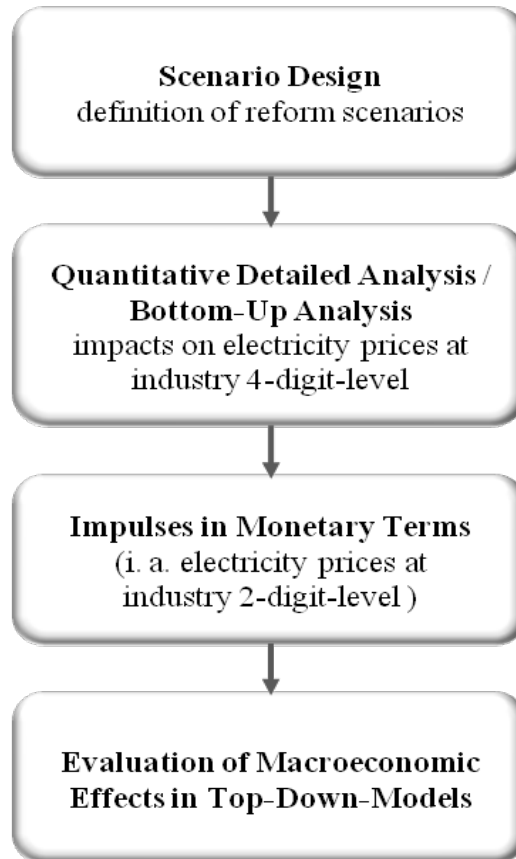 Scenario Design
definition of reform scenarios
Quantitative Detailed Analysis /
Bottom-Up Analysis
impacts on electricity prices at
industry 4-digit-level
Impulses in Monetary Terms
(i. a. electricity prices at
industry 2-digit-level )
Evaluation of Macroeconomic
Effects in Top-Down-Models